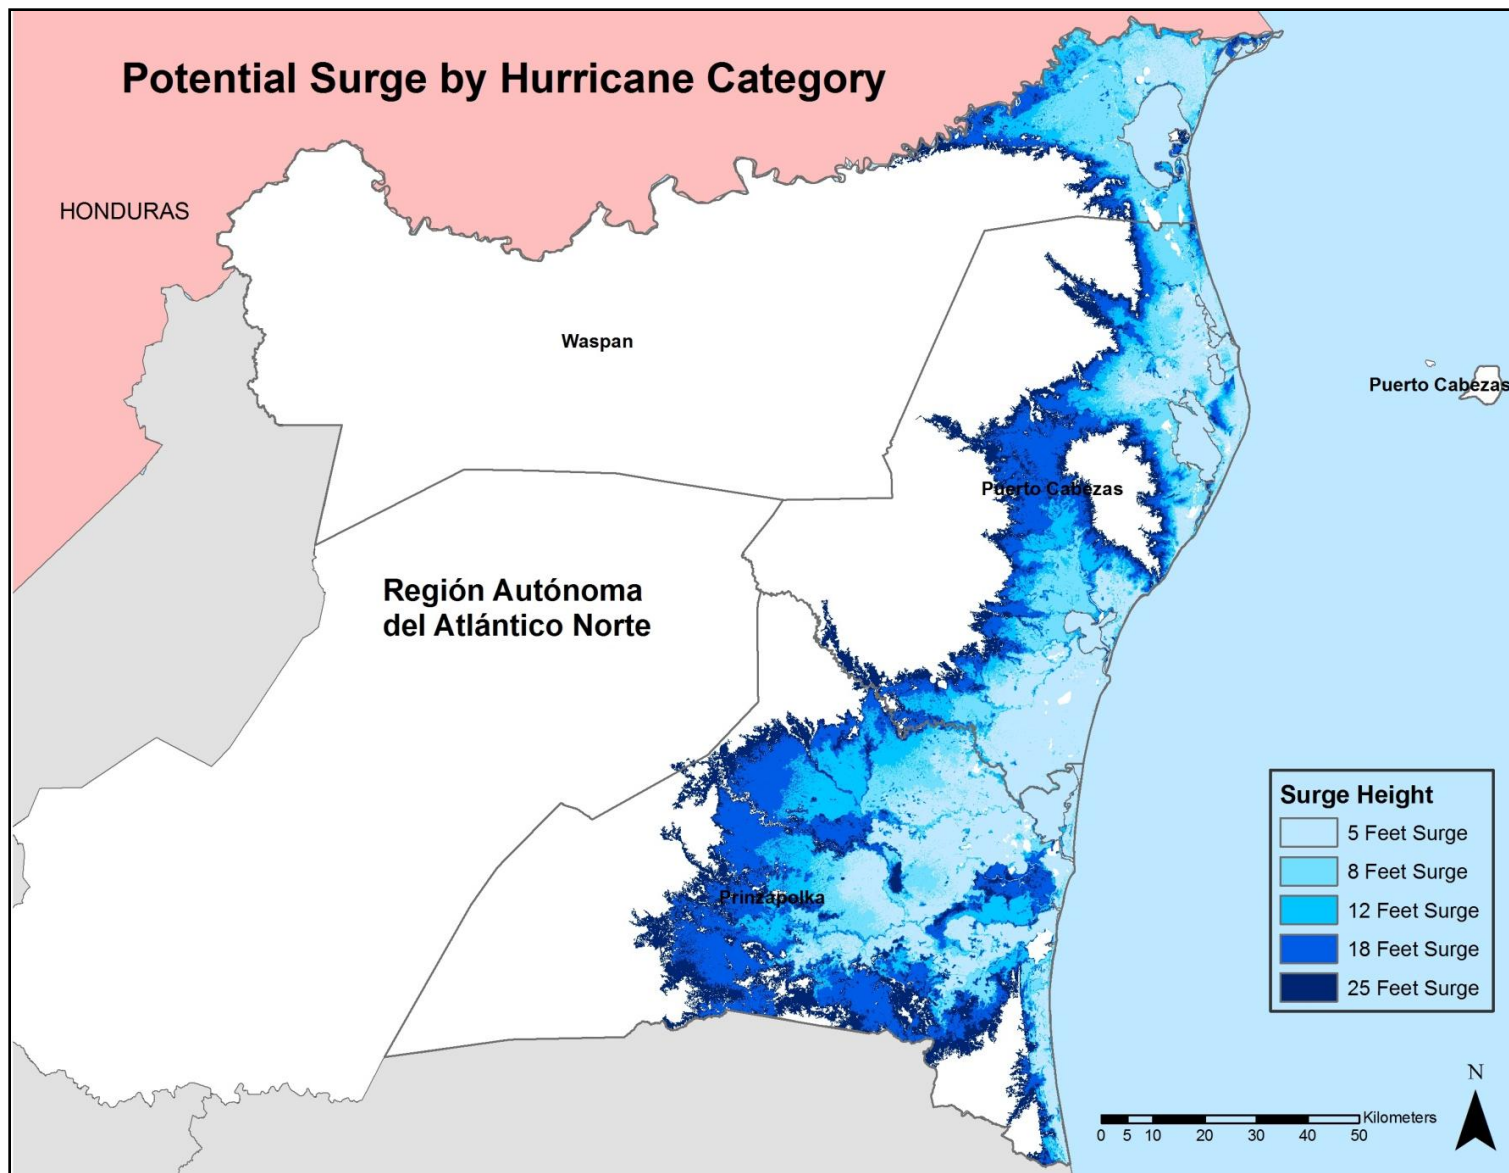 Potential Surge by Hurricane Category
HONDURAS
Waspan
Puerto Cabezas
Puerto Cabezas
Región Autónoma
del Atlántico Norte
Prinzapolka
Surge Height
5 Feet Surge
8 Feet Surge
12 Feet Surge
18 Feet Surge
25 Feet Surge
N
Kilometers
0 5 10 20 30 40 50